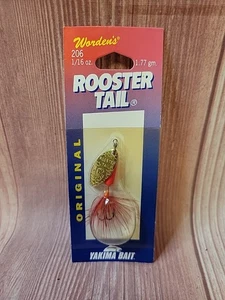 Worden's
206
1/16 oz. 1.77 gm
ROOSTER
TAIL®
ORIGINAL
YAKIMA BAIT